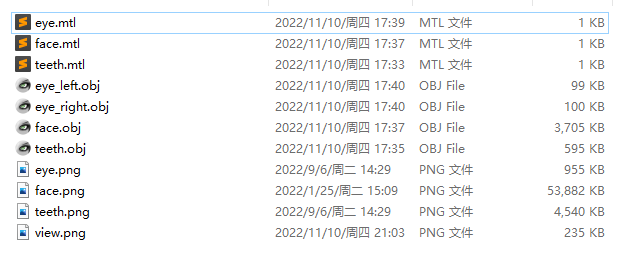 eye.mtl 2022/11/10/周四 17:39 MTL 文件 1 KB
face.mtl 2022/11/10/周四 17:37 MTL 文件 1 KB
teeth.mtl 2022/11/10/周四 17:33 MTL 文件 1 KB
eye_left.obj 2022/11/10/周四 17:40 OBJ File 99 KB
eye_right.obj 2022/11/10/周四 17:40 OBJ File 100 KB
face.obj 2022/11/10/周四 17:37 OBJ File 3,705 KB
teeth.obj 2022/11/10/周四 17:35 OBJ File 595 KB
eye.png 2022/9/6/周二 14:29 PNG 文件 955 KB
face.png 2022/1/25/周二 15:09 PNG 文件 53,882 KB
teeth.png 2022/9/6/周二 14:29 PNG 文件 4,540 KB
view.png 2022/11/10/周四 21:03 PNG 文件 235 KB